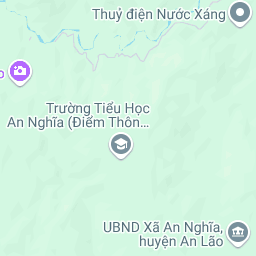 Thuỷ điện Nước Xáng
Trường Tiểu Học
An Nghĩa (Điểm Thôn...
UBND Xã An Nghĩa,
huyện An Lão